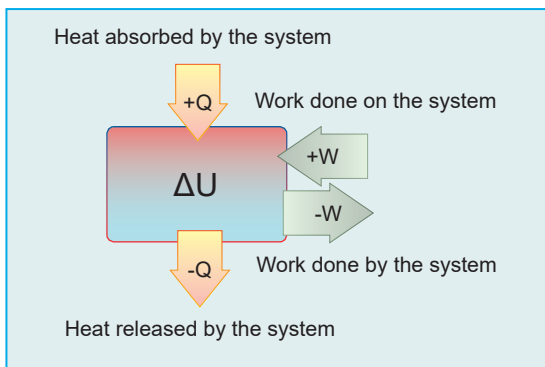 Heat absorbed by the system
+Q
Work done on the system
+W
ΔU
-W
-Q
Work done by the system
Heat released by the system